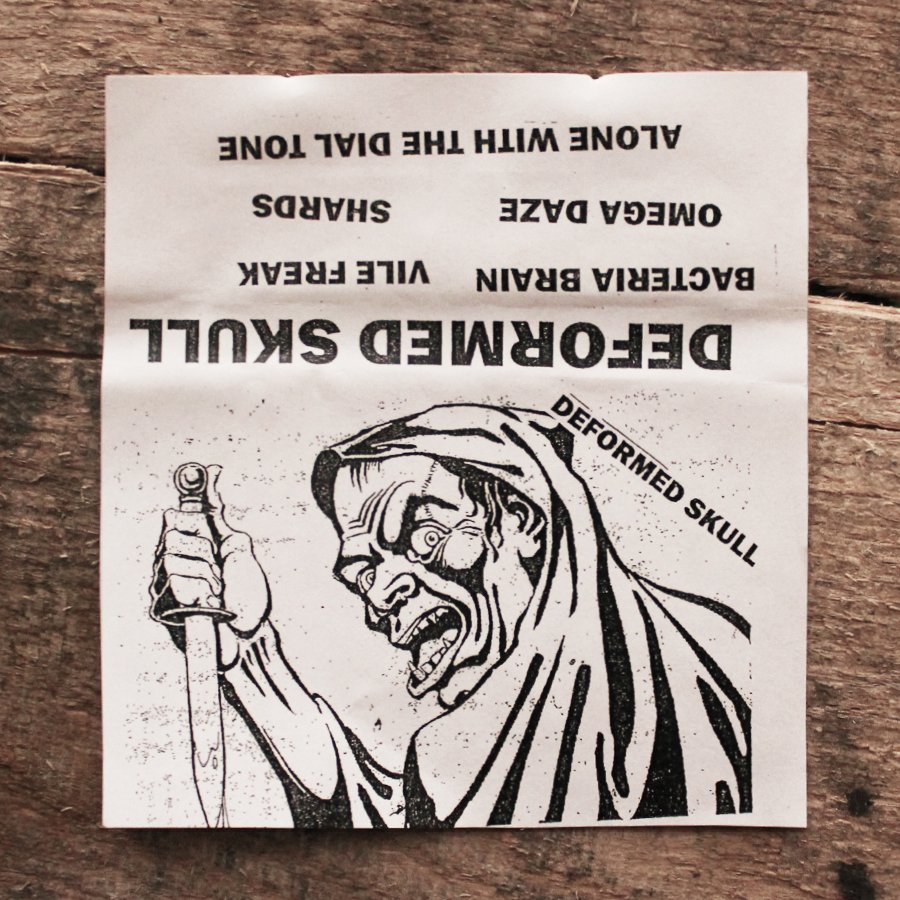 DEFORMED SKULL
BACTERIA BRAIN VILE FREAK
OMEGA DAZE SHARDS
ALONE WITH THE DIAL TONE
DEFORMED SKULL